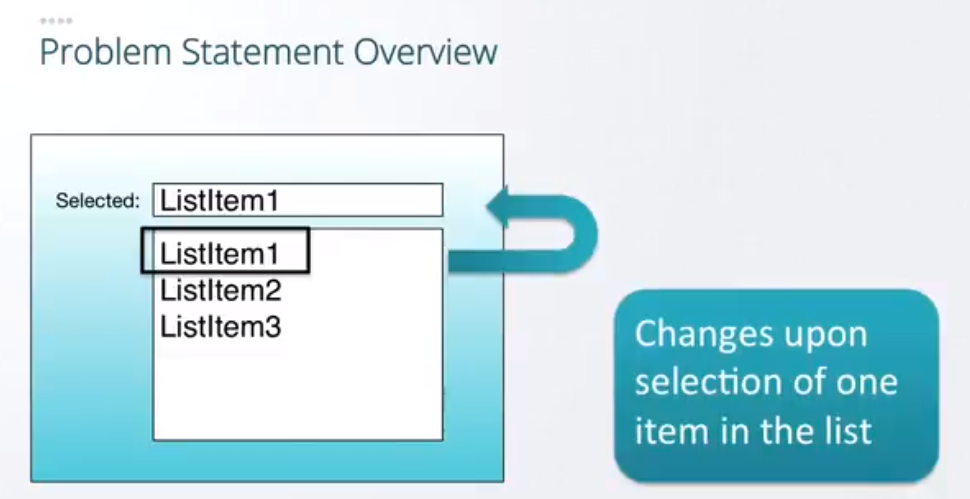 Problem Statement Overview
Selected: ListItem1
ListItem1
ListItem2
ListItem3
Changes upon
selection of one
item in the list